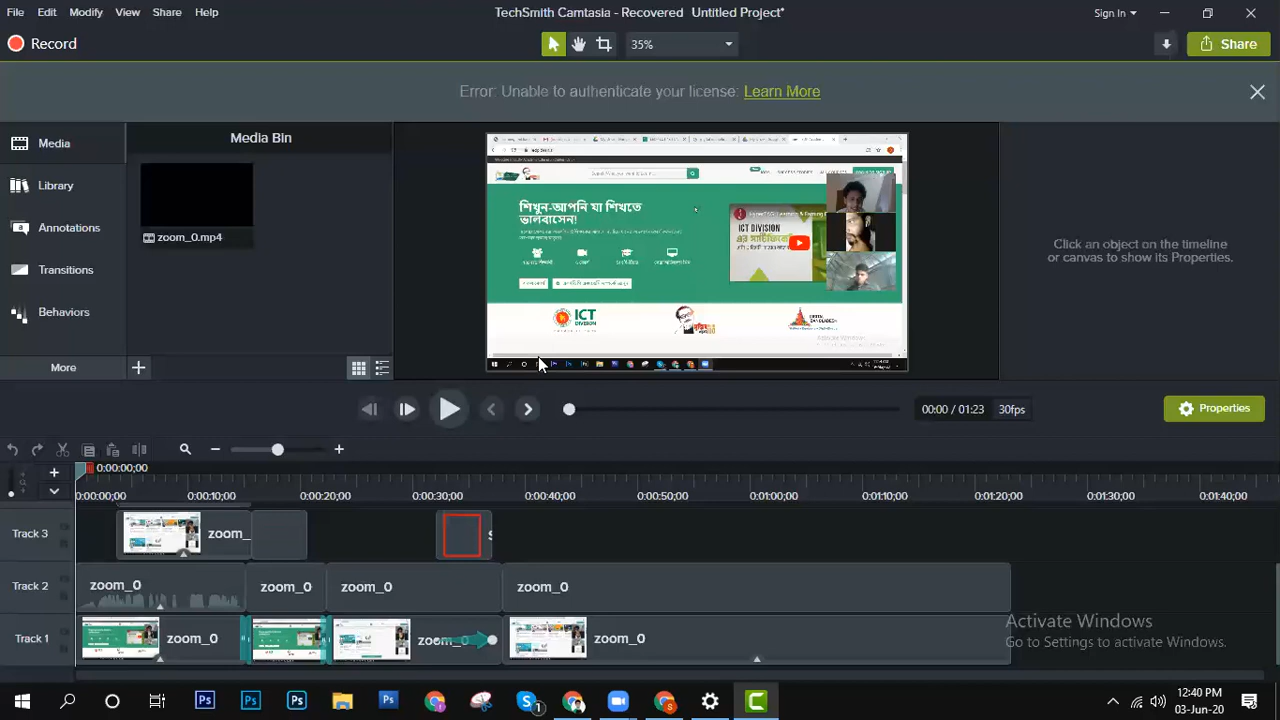 File Edit Modify View Share Help
TechSmith Camtasia - Recovered Untitled Project*
Sign In
Record
35%
Share
Error: Unable to authenticate your license: Learn More
Media Bin
zoom_0.mp4
Transitions
Behaviors
More
শিখুন-আপনি যা শিখতে
ভালবাসেন!
ICT DIVISION
ICT
DIVISION
Click an object on the
or canvas to show its Properties
00:00 / 01:23 30fps
Properties
0:00:00;00
0:00:00;00 0:00:10;00 0:00:20;00 0:00:30;00 0:00:40;00 0:00:50;00 0:01:00;00 0:01:10;00 0:01:20;00 0:01:30;00 0:01:40;00
Track 3 zoom_ s
Track 2 zoom_0 zoom_0 zoom_0 zoom_0
Track 1 zoom_0 zoom_0 zoom_0
Activate Windows
Go to Settings to activate Windows.
12:40 PM
03-Jun-20